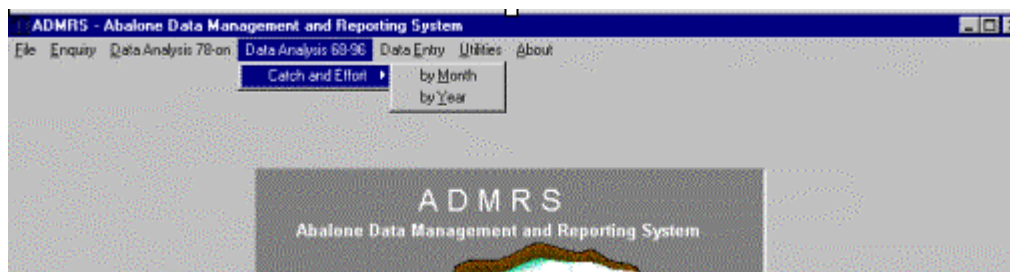 ADMRS - Abalone Data Management and Reporting System
File Enquiry Data Analysis 78-on Data Analysis 68-96 Data Entry Utilities About
Catch and Effort by Month
by Year
A D M R S
Abalone Data Management and Reporting System